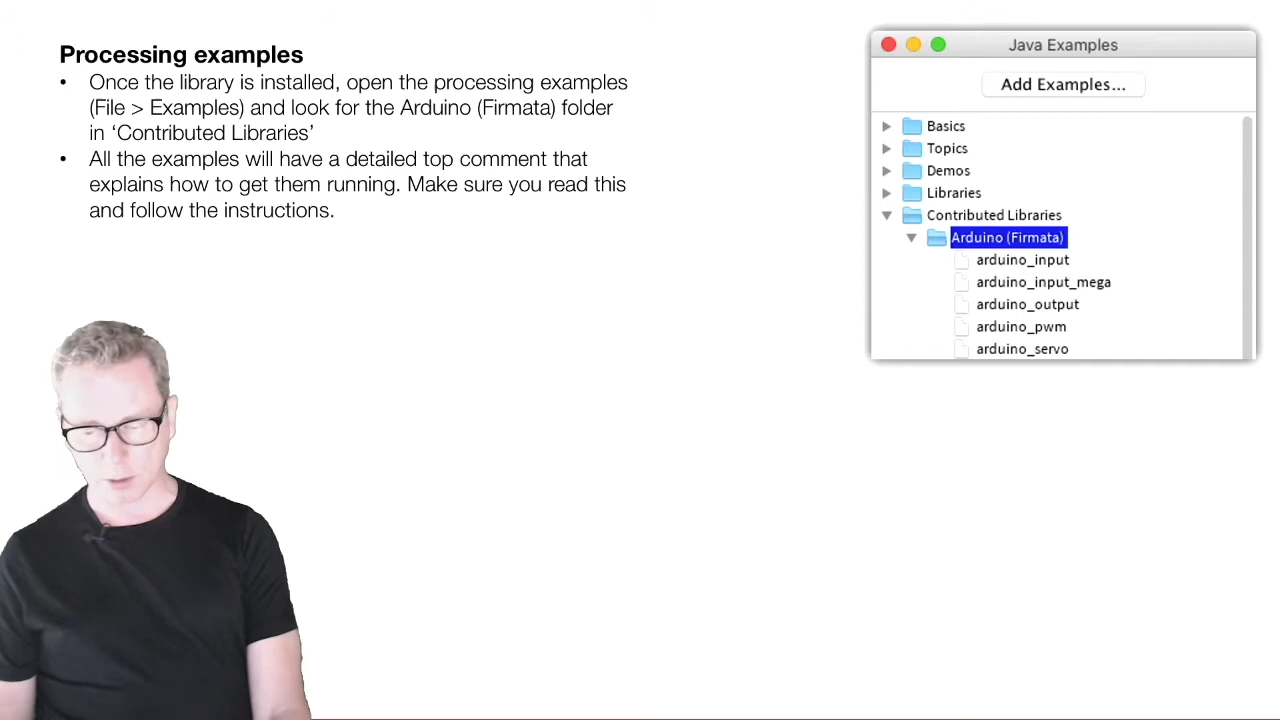 Processing examples
• Once the library is installed, open the processing examples
(File > Examples) and look for the Arduino (Firmata) folder
in ‘Contributed Libraries’
• All the examples will have a detailed top comment that
explains how to get them running. Make sure you read this
and follow the instructions.
Java Examples
Add Examples...
Basics
Topics
Demos
Libraries
Contributed Libraries
Arduino (Firmata)
arduino_input
arduino_input_mega
arduino_output
arduino_pwm
arduino_servo